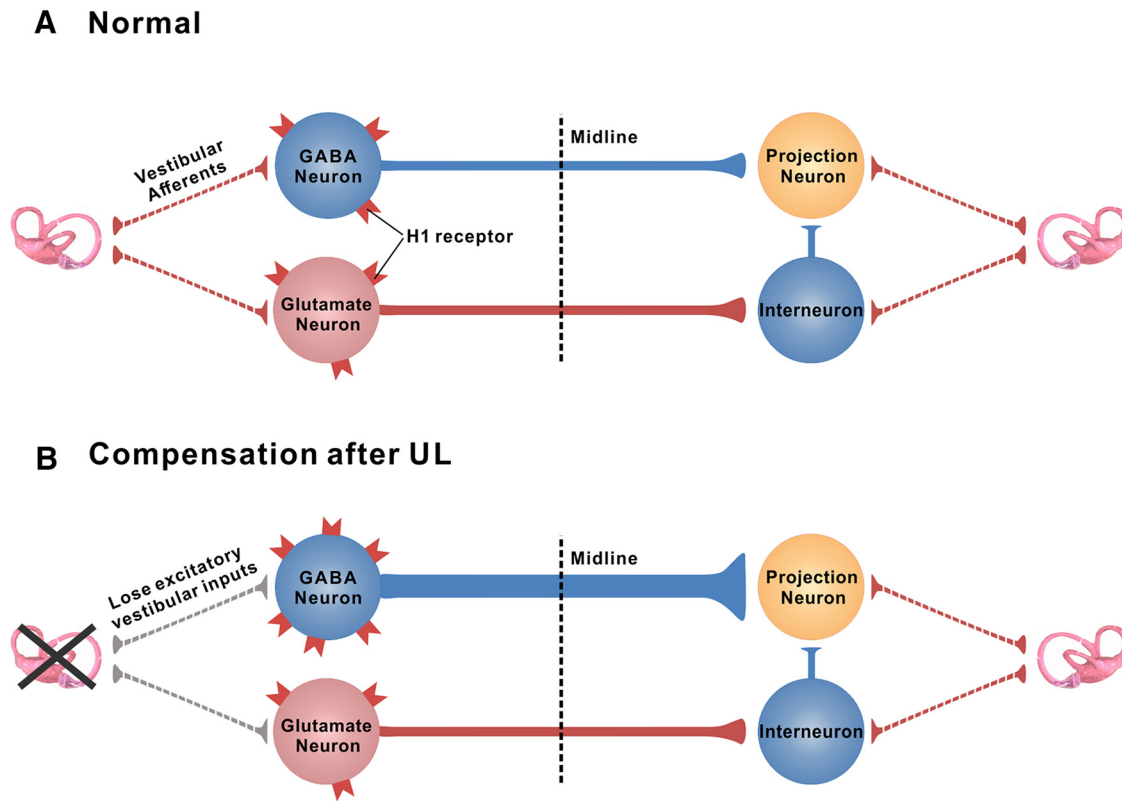 A Normal
Vestibular
Afferents
GABA
Neuron
Midline
Projection
Neuron
H1 receptor
Glutamate
Neuron
Interneuron
B Compensation after UL
Lose excitatory
vestibular inputs
GABA
Neuron
Midline
Projection
Neuron
Glutamate
Neuron
Interneuron